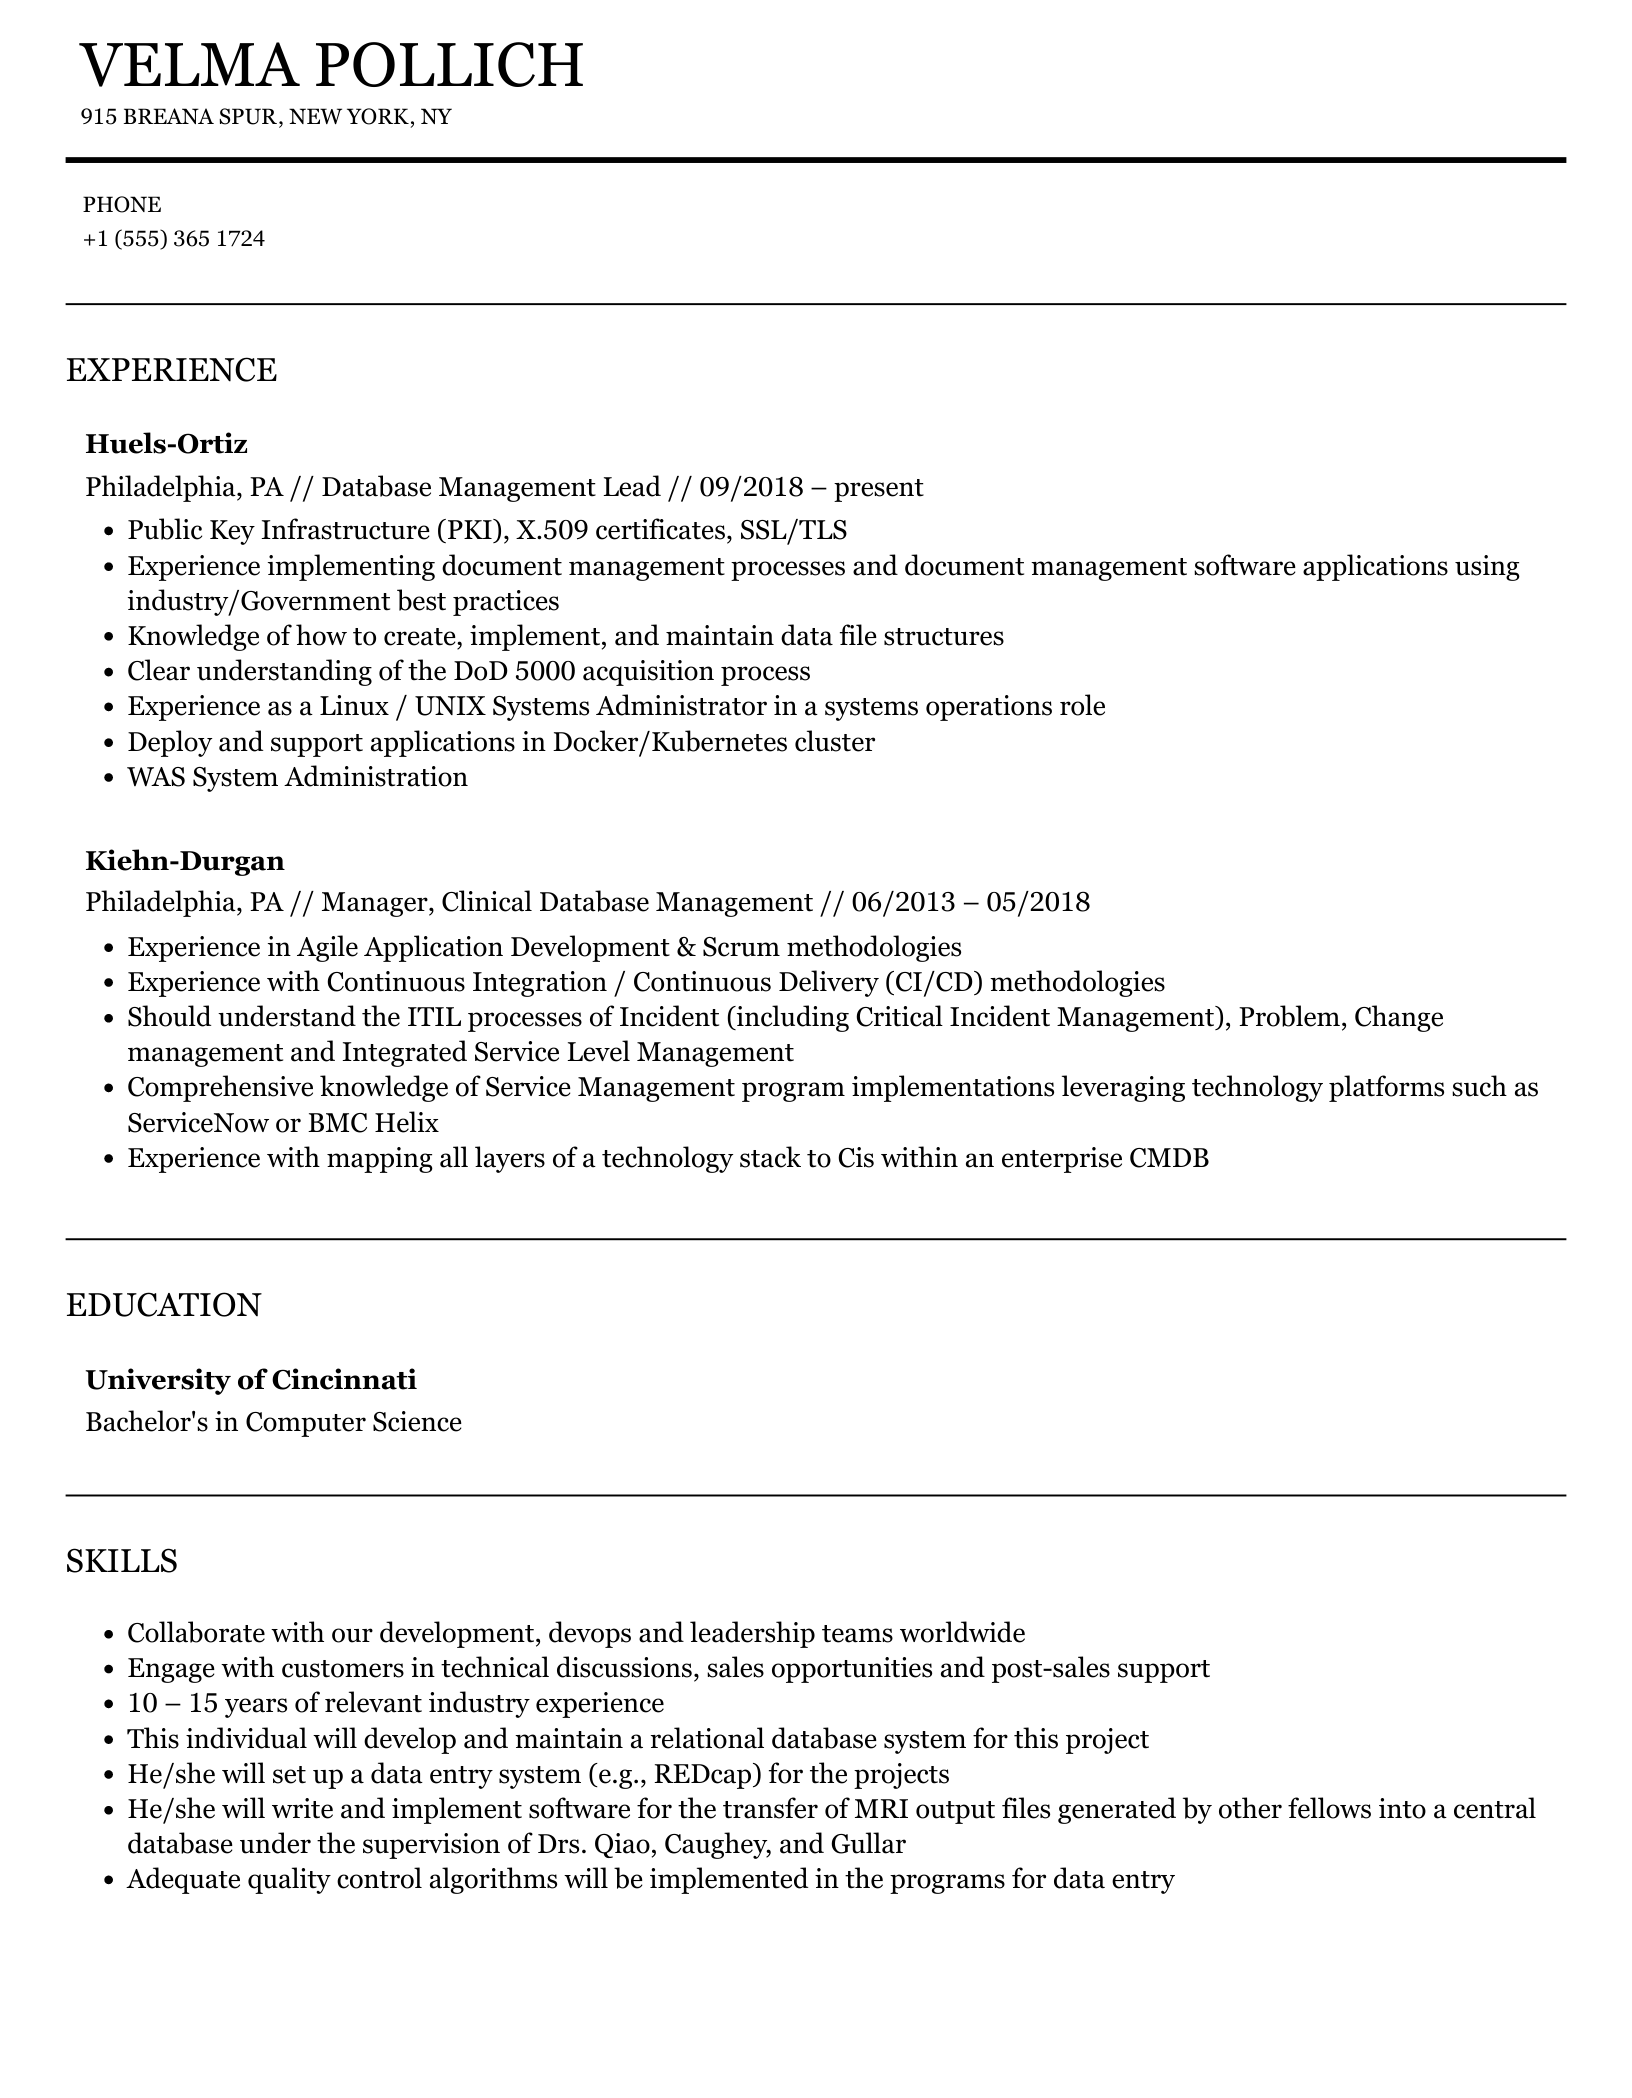 VELMA POLLICH
915 BREANA SPUR, NEW YORK, NY
PHONE
+1 (555) 365 1724
EXPERIENCE
Huels-Ortiz
Philadelphia, PA // Database Management Lead // 09/2018 – present
• Public Key Infrastructure (PKI), X.509 certificates, SSL/TLS
• Experience implementing document management processes and document management software applications using
industry/Government best practices
• Knowledge of how to create, implement, and maintain data file structures
• Clear understanding of the DoD 5000 acquisition process
• Experience as a Linux / UNIX Systems Administrator in a systems operations role
• Deploy and support applications in Docker/Kubernetes cluster
• WAS System Administration
Kiehn-Durgan
Philadelphia, PA // Manager, Clinical Database Management // 06/2013 – 05/2018
• Experience in Agile Application Development & Scrum methodologies
• Experience with Continuous Integration / Continuous Delivery (CI/CD) methodologies
• Should understand the ITIL processes of Incident (including Critical Incident Management), Problem, Change
management and Integrated Service Level Management
• Comprehensive knowledge of Service Management program implementations leveraging technology platforms such as
ServiceNow or BMC Helix
• Experience with mapping all layers of a technology stack to Cis within an enterprise CMDB
EDUCATION
University of Cincinnati
Bachelor's in Computer Science
SKILLS
• Collaborate with our development, devops and leadership teams worldwide
• Engage with customers in technical discussions, sales opportunities and post-sales support
• 10 – 15 years of relevant industry experience
• This individual will develop and maintain a relational database system for this project
• He/she will set up a data entry system (e.g., REDcap) for the projects
• He/she will write and implement software for the transfer of MRI output files generated by other fellows into a central
database under the supervision of Drs. Qiao, Caughey, and Gullar
• Adequate quality control algorithms will be implemented in the programs for data entry